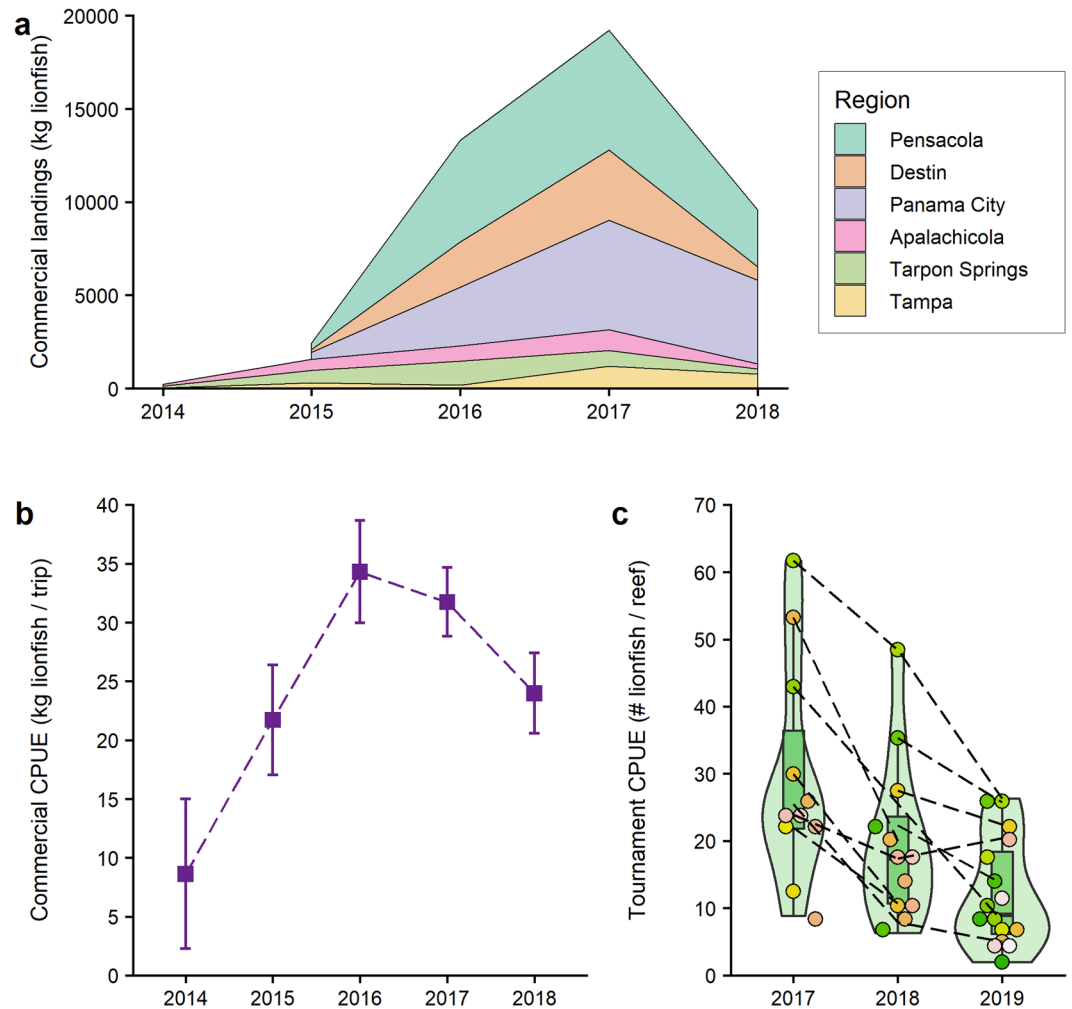 a
Commercial landings (kg lionfish)
20000
15000
10000
5000
0
2014 2015 2016 2017 2018
Region
Pensacola
Destin
Panama City
Apalachicola
Tarpon Springs
Tampa
b
Commercial CPUE (kg lionfish / trip)
40
35
30
25
20
15
10
5
0
2014 2015 2016 2017 2018
c
Tournament CPUE (# lionfish / reef)
70
60
50
40
30
20
10
0
2017 2018 2019